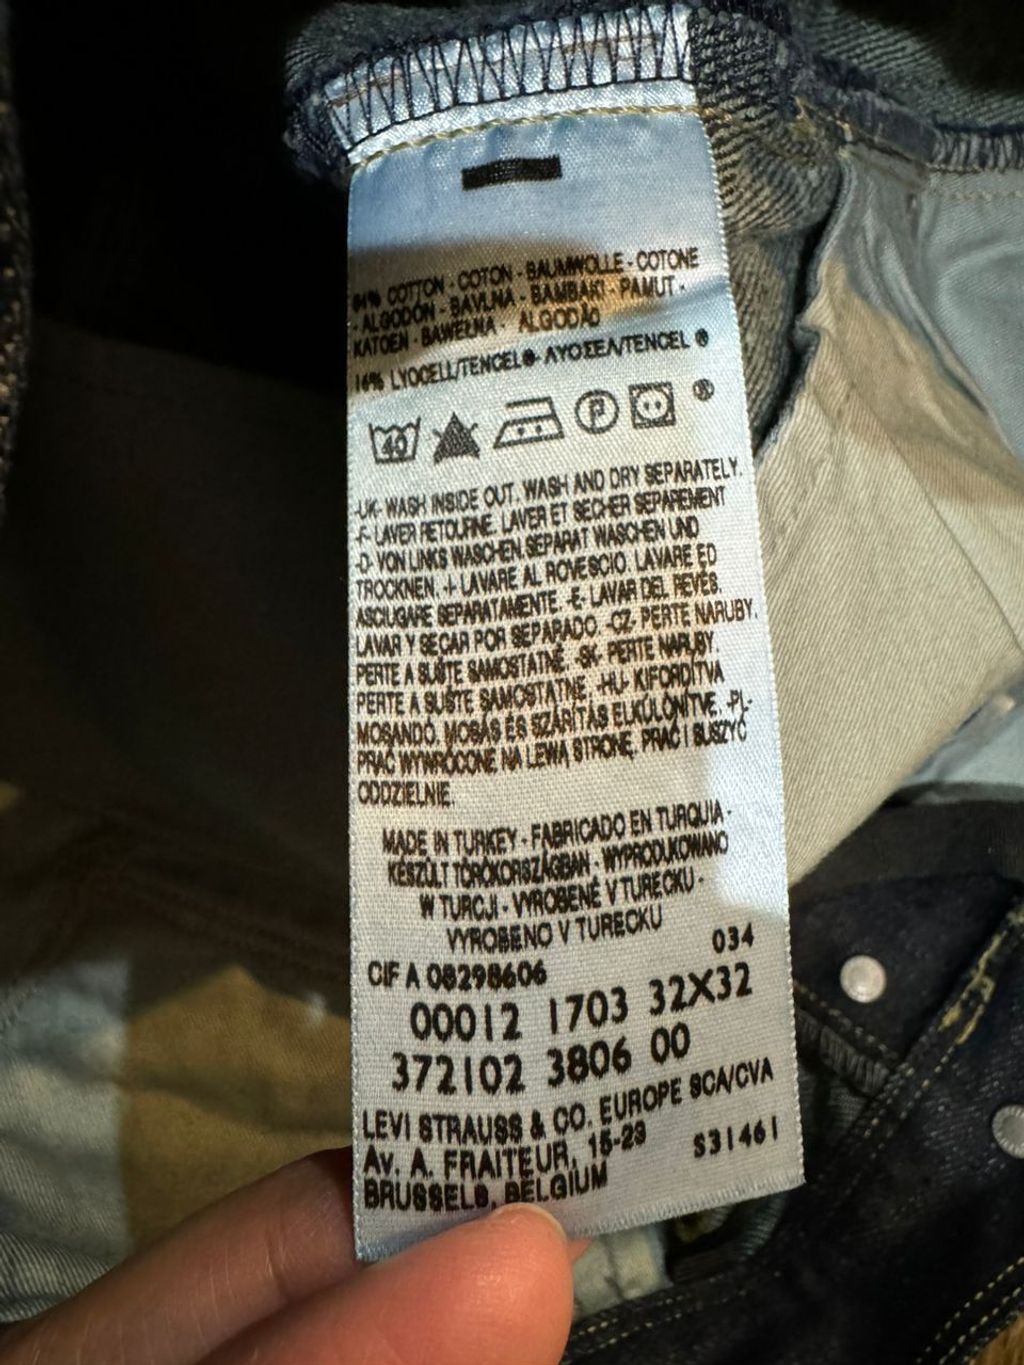 84% COTTON - COTON - BAUMWOLLE - COTONE
- ALGODON - BAVLNA - BAMBAKI - PAMUT -
KATOEN - BAWEŁNA - ALGODÃO
16% LYOCELL/TENCEL® - ΛYOΣEΛ/TENCEL ®
40 P ®
-UK- WASH INSIDE OUT. WASH AND DRY SEPARATELY.
-F- LAVER RETOURNE. LAVER ET SECHER SEPAREMENT
-D- VON LINKS WASCHEN. SEPARAT WASCHEN UND
TROCKNEN. -I- LAVARE AL ROVESCIO. LAVARE ED
ASCIUGARE SEPARATAMENTE. -E- LAVAR DEL REVÉS.
LAVAR Y SECAR POR SEPARADO. -CZ- PERTE NARUBY.
PERTE A SUŠTE SAMOSTATNĚ. -SK- PERTE NARUBY.
PERTE A SUŠTE SAMOSTATNE. -HU- KIFORDÍTVA
MOSANDÓ. MOSÁS ÉS SZÁRÍTÁS ELKÜLÖNÍTVE. -PL-
PRAĆ WYWRÓCONE NA LEWĄ STRONĘ, PRAĆ I SUSZYĆ
ODDZIELNIE.
MADE IN TURKEY - FABRICADO EN TURQUIA -
KÉSZÜLT TÖRÖKORSZÁGBAN - WYPRODUKOWANO
W TURCJI - VYROBENÉ V TURECKU -
VYROBENO V TURECKU
034
CIF A 08298606
00012 1703 32X32
372102 3806 00
LEVI STRAUSS & CO. EUROPE SCA/CVA
AV. A. FRAITEUR, 15-23 S31461
BRUSSELS, BELGIUM